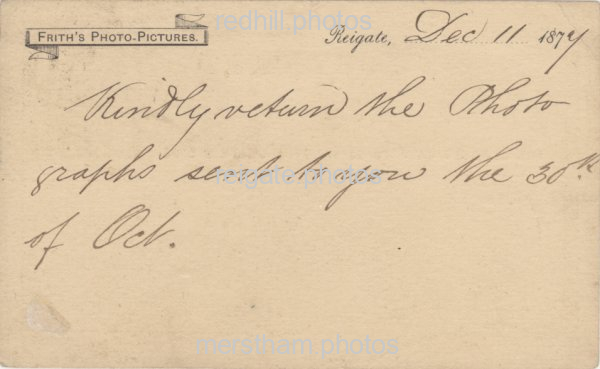 redhill.photos
FRITH'S PHOTO-PICTURES.
Reigate, Dec 11 1879
Kindly return the Photo
graphs sent to you the 30th
reigate.photos
of Oct.
merstham.photos